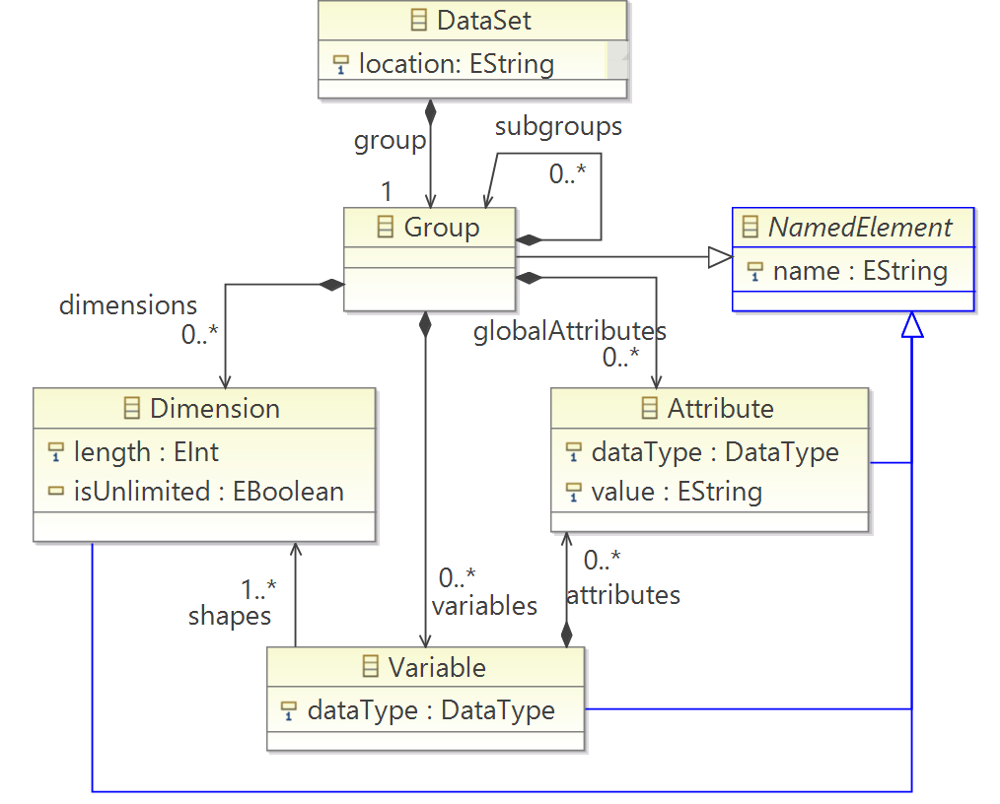 DataSet
location: EString
group
subgroups
0..*
1
Group
NamedElement
name : EString
dimensions
0..*
globalAttributes
0..*
Dimension
length : EInt
isUnlimited : EBoolean
Attribute
dataType : DataType
value : EString
1..*
shapes
0..*
variables
0..*
attributes
Variable
dataType : DataType